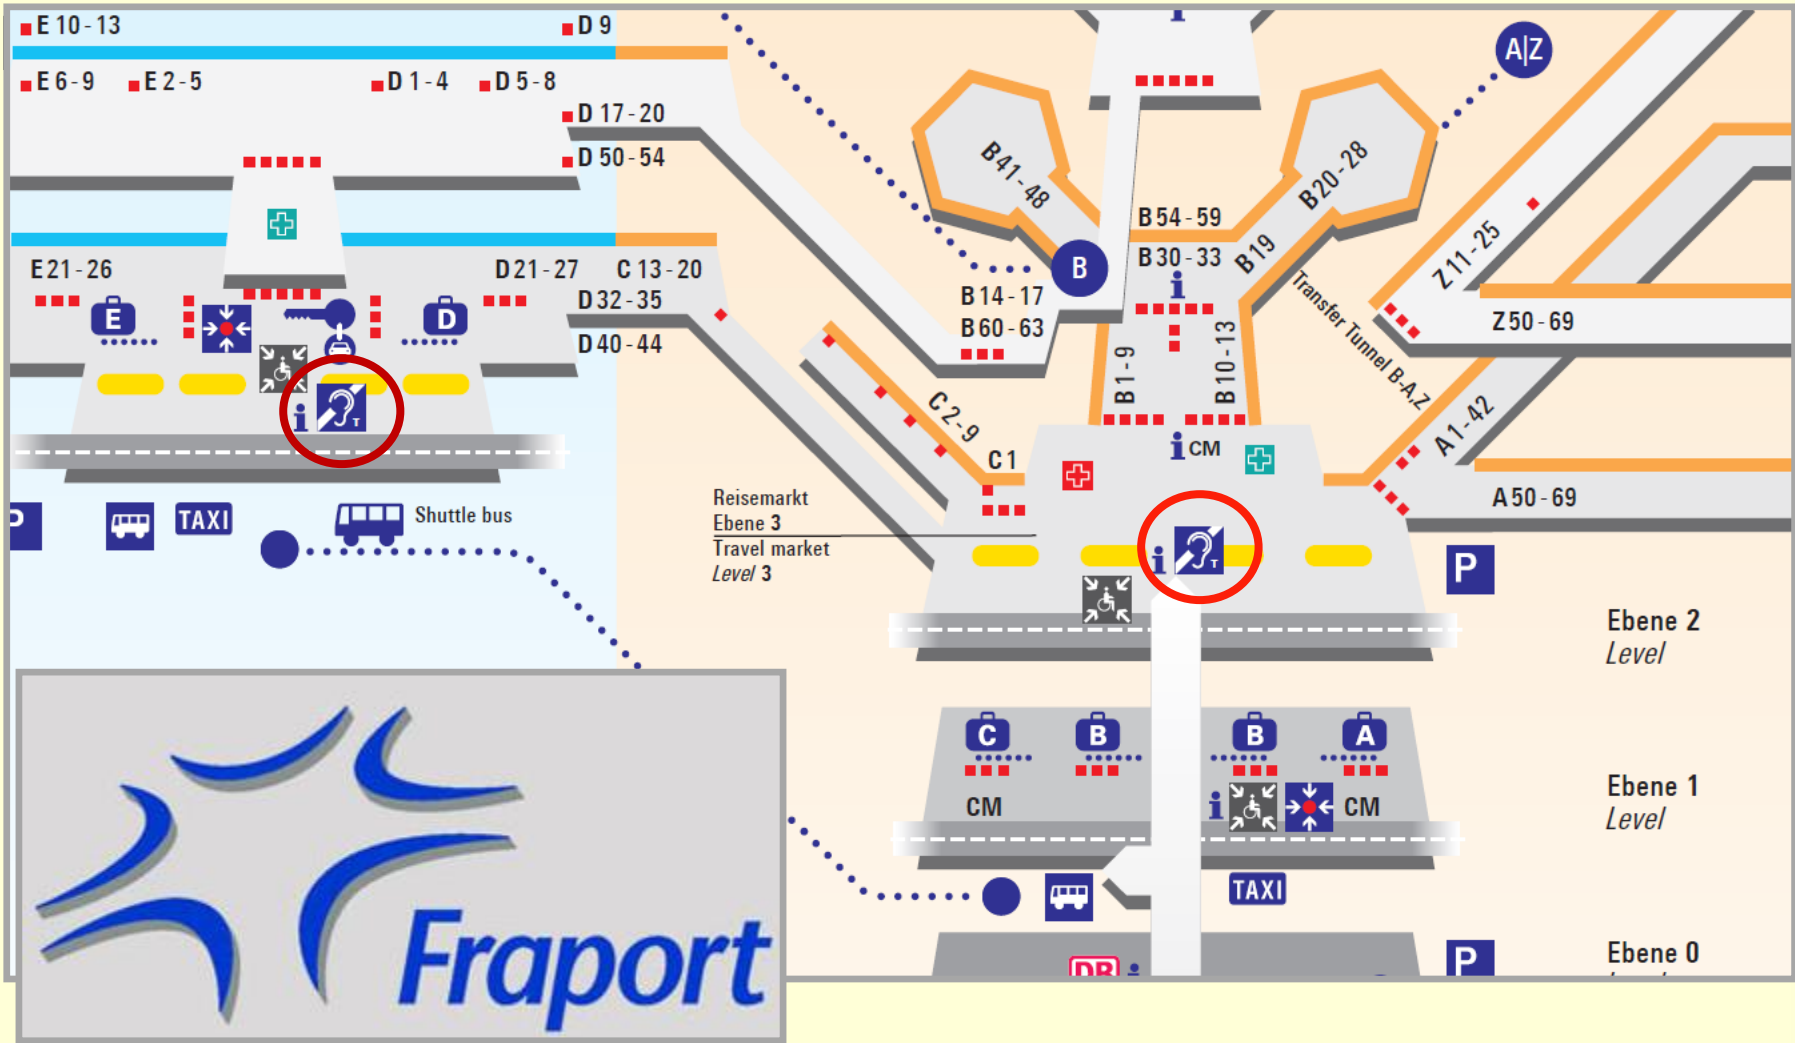 E 10 - 13
D 9
E 6 - 9
E 2 - 5
D 1 - 4
D 5 - 8
D 17 - 20
D 50 - 54
E 21 - 26
D 21 - 27
C 13 - 20
D 32 - 35
D 40 - 44
E
D
i
T
P
TAXI
Shuttle bus
A|Z
i
B 41 - 48
B 20 - 28
B 54 - 59
B 30 - 33
B 19
i
B
B 14 - 17
B 60 - 63
B 1 - 9
B 10 - 13
Transfer Tunnel B-A,Z
Z 11 - 25
Z 50 - 69
A 1 - 42
A 50 - 69
C 2 - 9
C 1
i CM
Reisemarkt
Ebene 3
Travel market
Level 3
i
T
P
Ebene 2
Level
C
B
B
A
CM
i
CM
Ebene 1
Level
TAXI
DB i
P
Ebene 0
Fraport